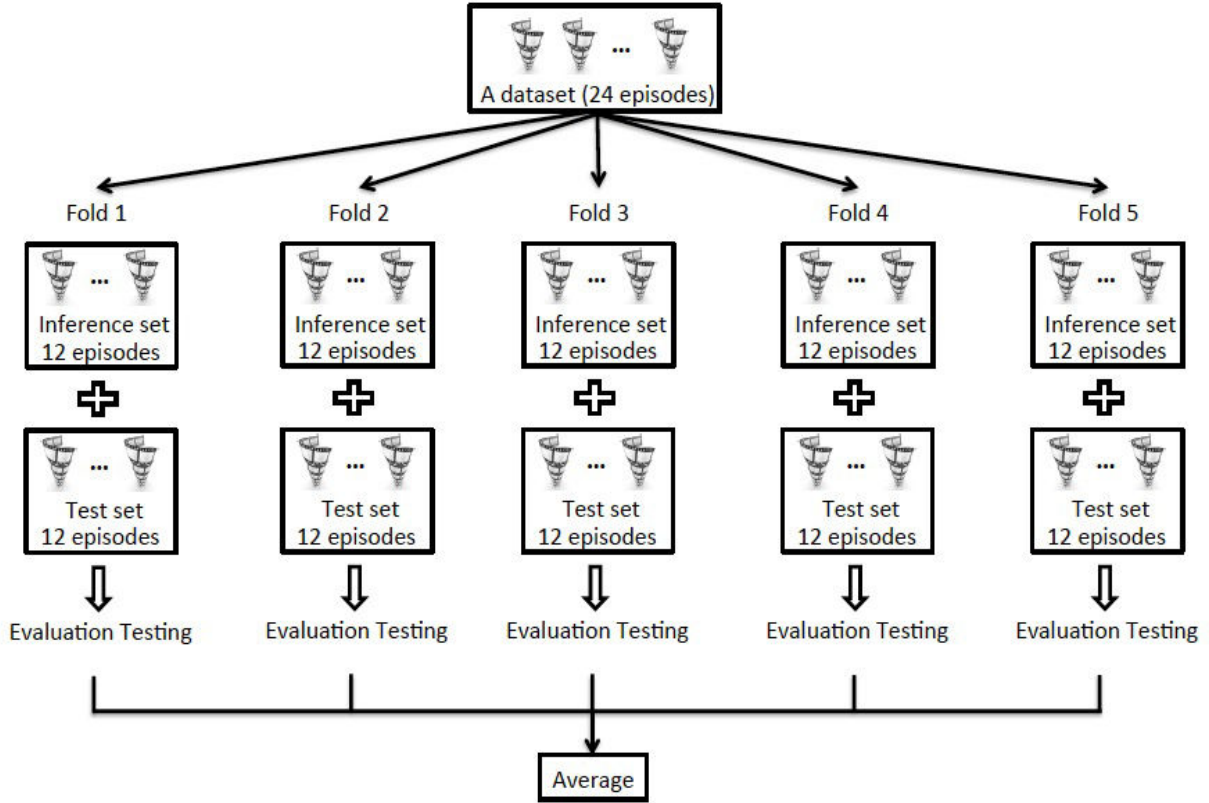 ...
A dataset (24 episodes)
Fold 1
Fold 2
Fold 3
Fold 4
Fold 5
...
Inference set
12 episodes
...
Inference set
12 episodes
...
Inference set
12 episodes
...
Inference set
12 episodes
...
Inference set
12 episodes
...
Test set
12 episodes
...
Test set
12 episodes
...
Test set
12 episodes
...
Test set
12 episodes
...
Test set
12 episodes
Evaluation Testing
Evaluation Testing
Evaluation Testing
Evaluation Testing
Evaluation Testing
Average